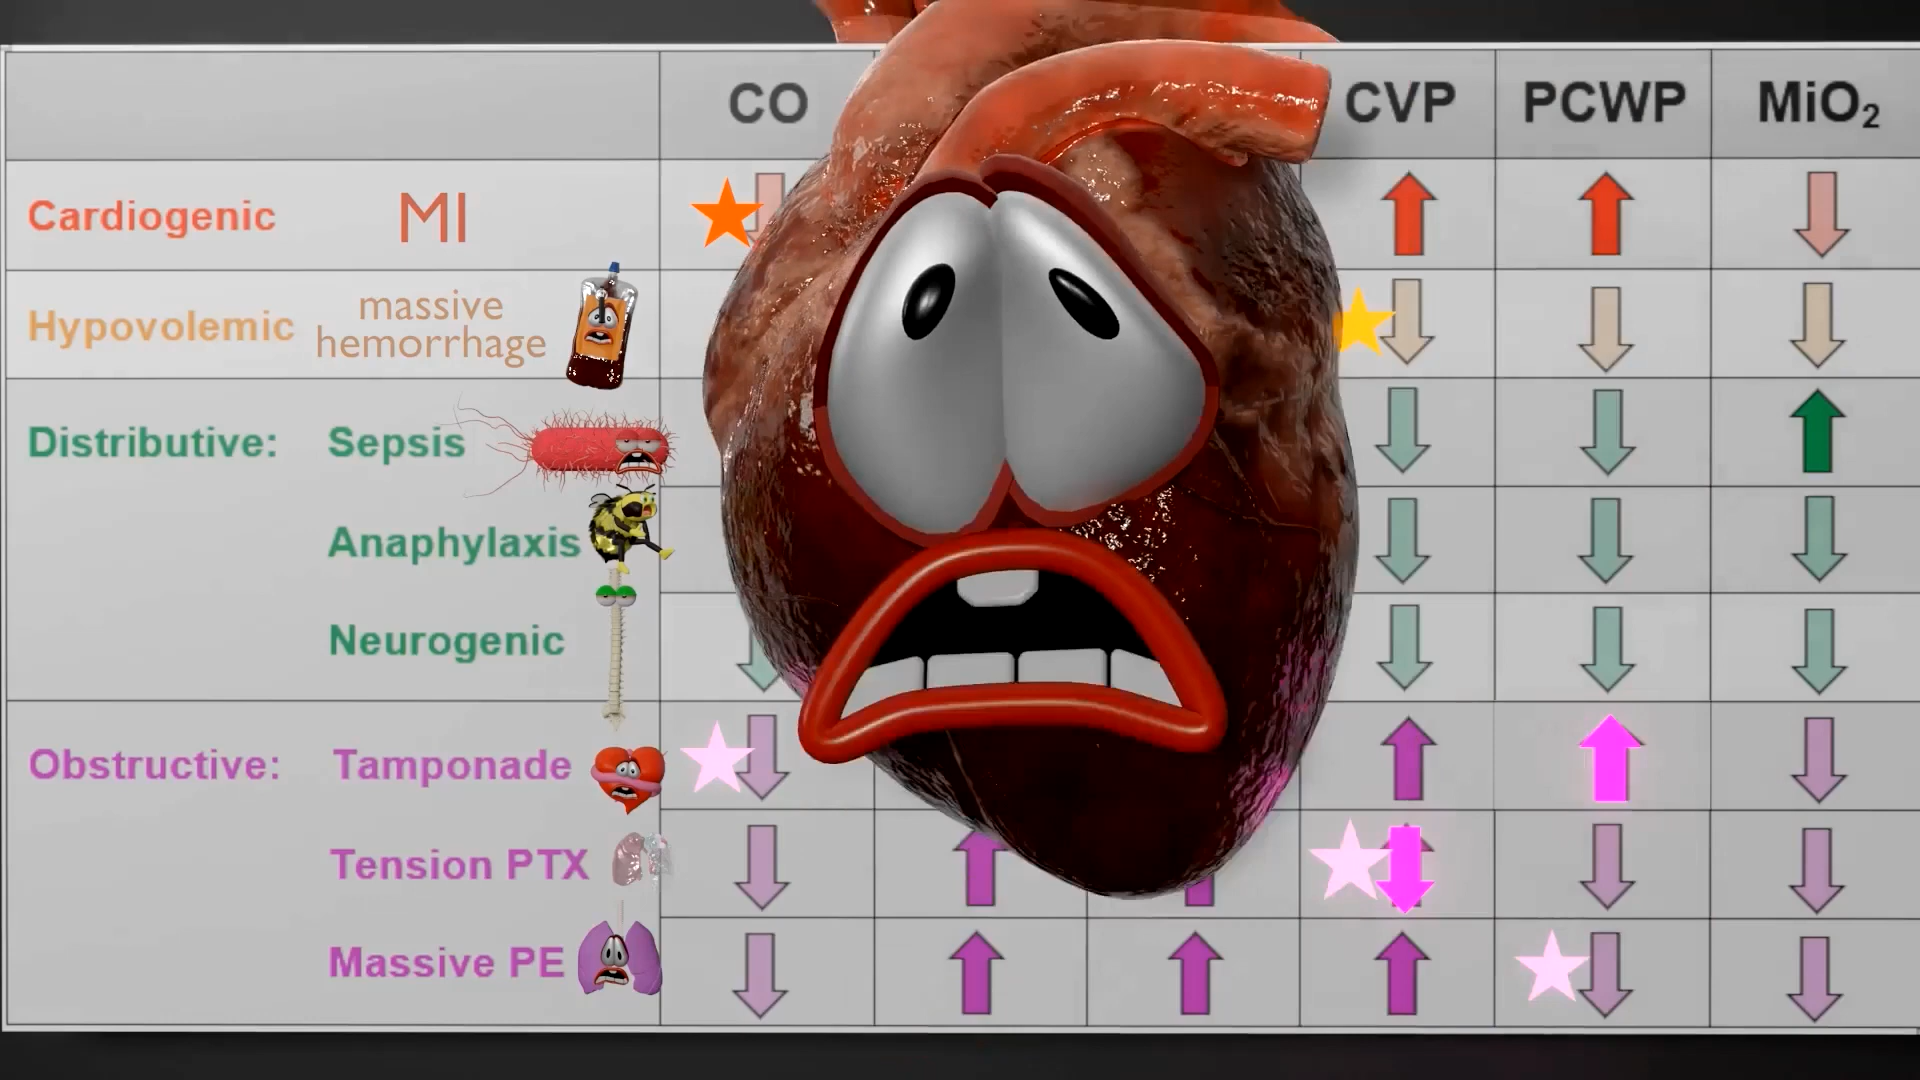 CO CVP PCWP MiO₂
Cardiogenic MI
Hypovolemic massive hemorrhage
Distributive: Sepsis
Anaphylaxis
Neurogenic
Obstructive: Tamponade
Tension PTX
Massive PE